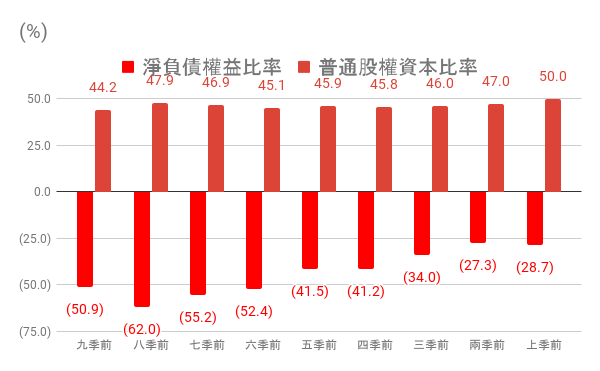 (%)
淨負債權益比率 普通股權資本比率
44.2 47.9 46.9 45.1 45.9 45.8 46.0 47.0 50.0
50.0
25.0
0.0
(25.0)
(50.0)
(75.0)
(50.9) (62.0) (55.2) (52.4) (41.5) (41.2) (34.0) (27.3) (28.7)
九季前 八季前 七季前 六季前 五季前 四季前 三季前 兩季前 上季前